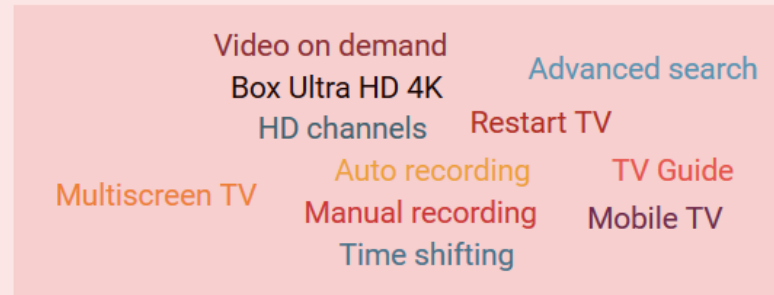 Video on demand
Advanced search
Box Ultra HD 4K
HD channels
Restart TV
Auto recording
TV Guide
Multiscreen TV
Manual recording
Mobile TV
Time shifting